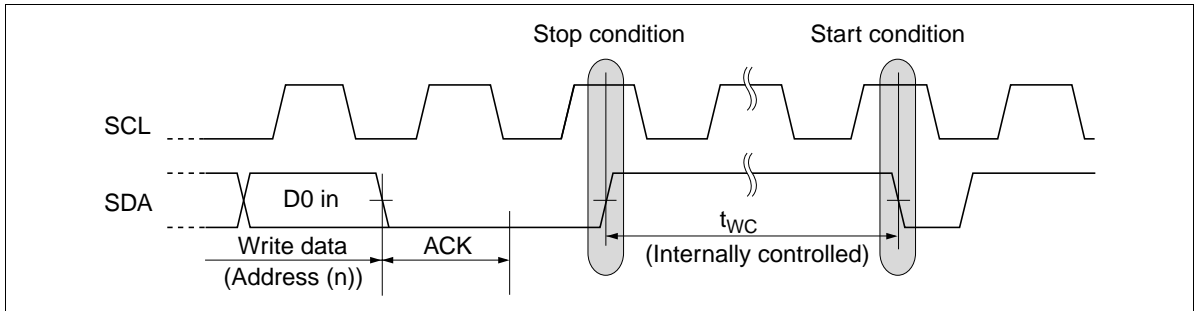 Stop condition
Start condition
SCL
SDA
D0 in
Write data
(Address (n))
ACK
tWC
(Internally controlled)